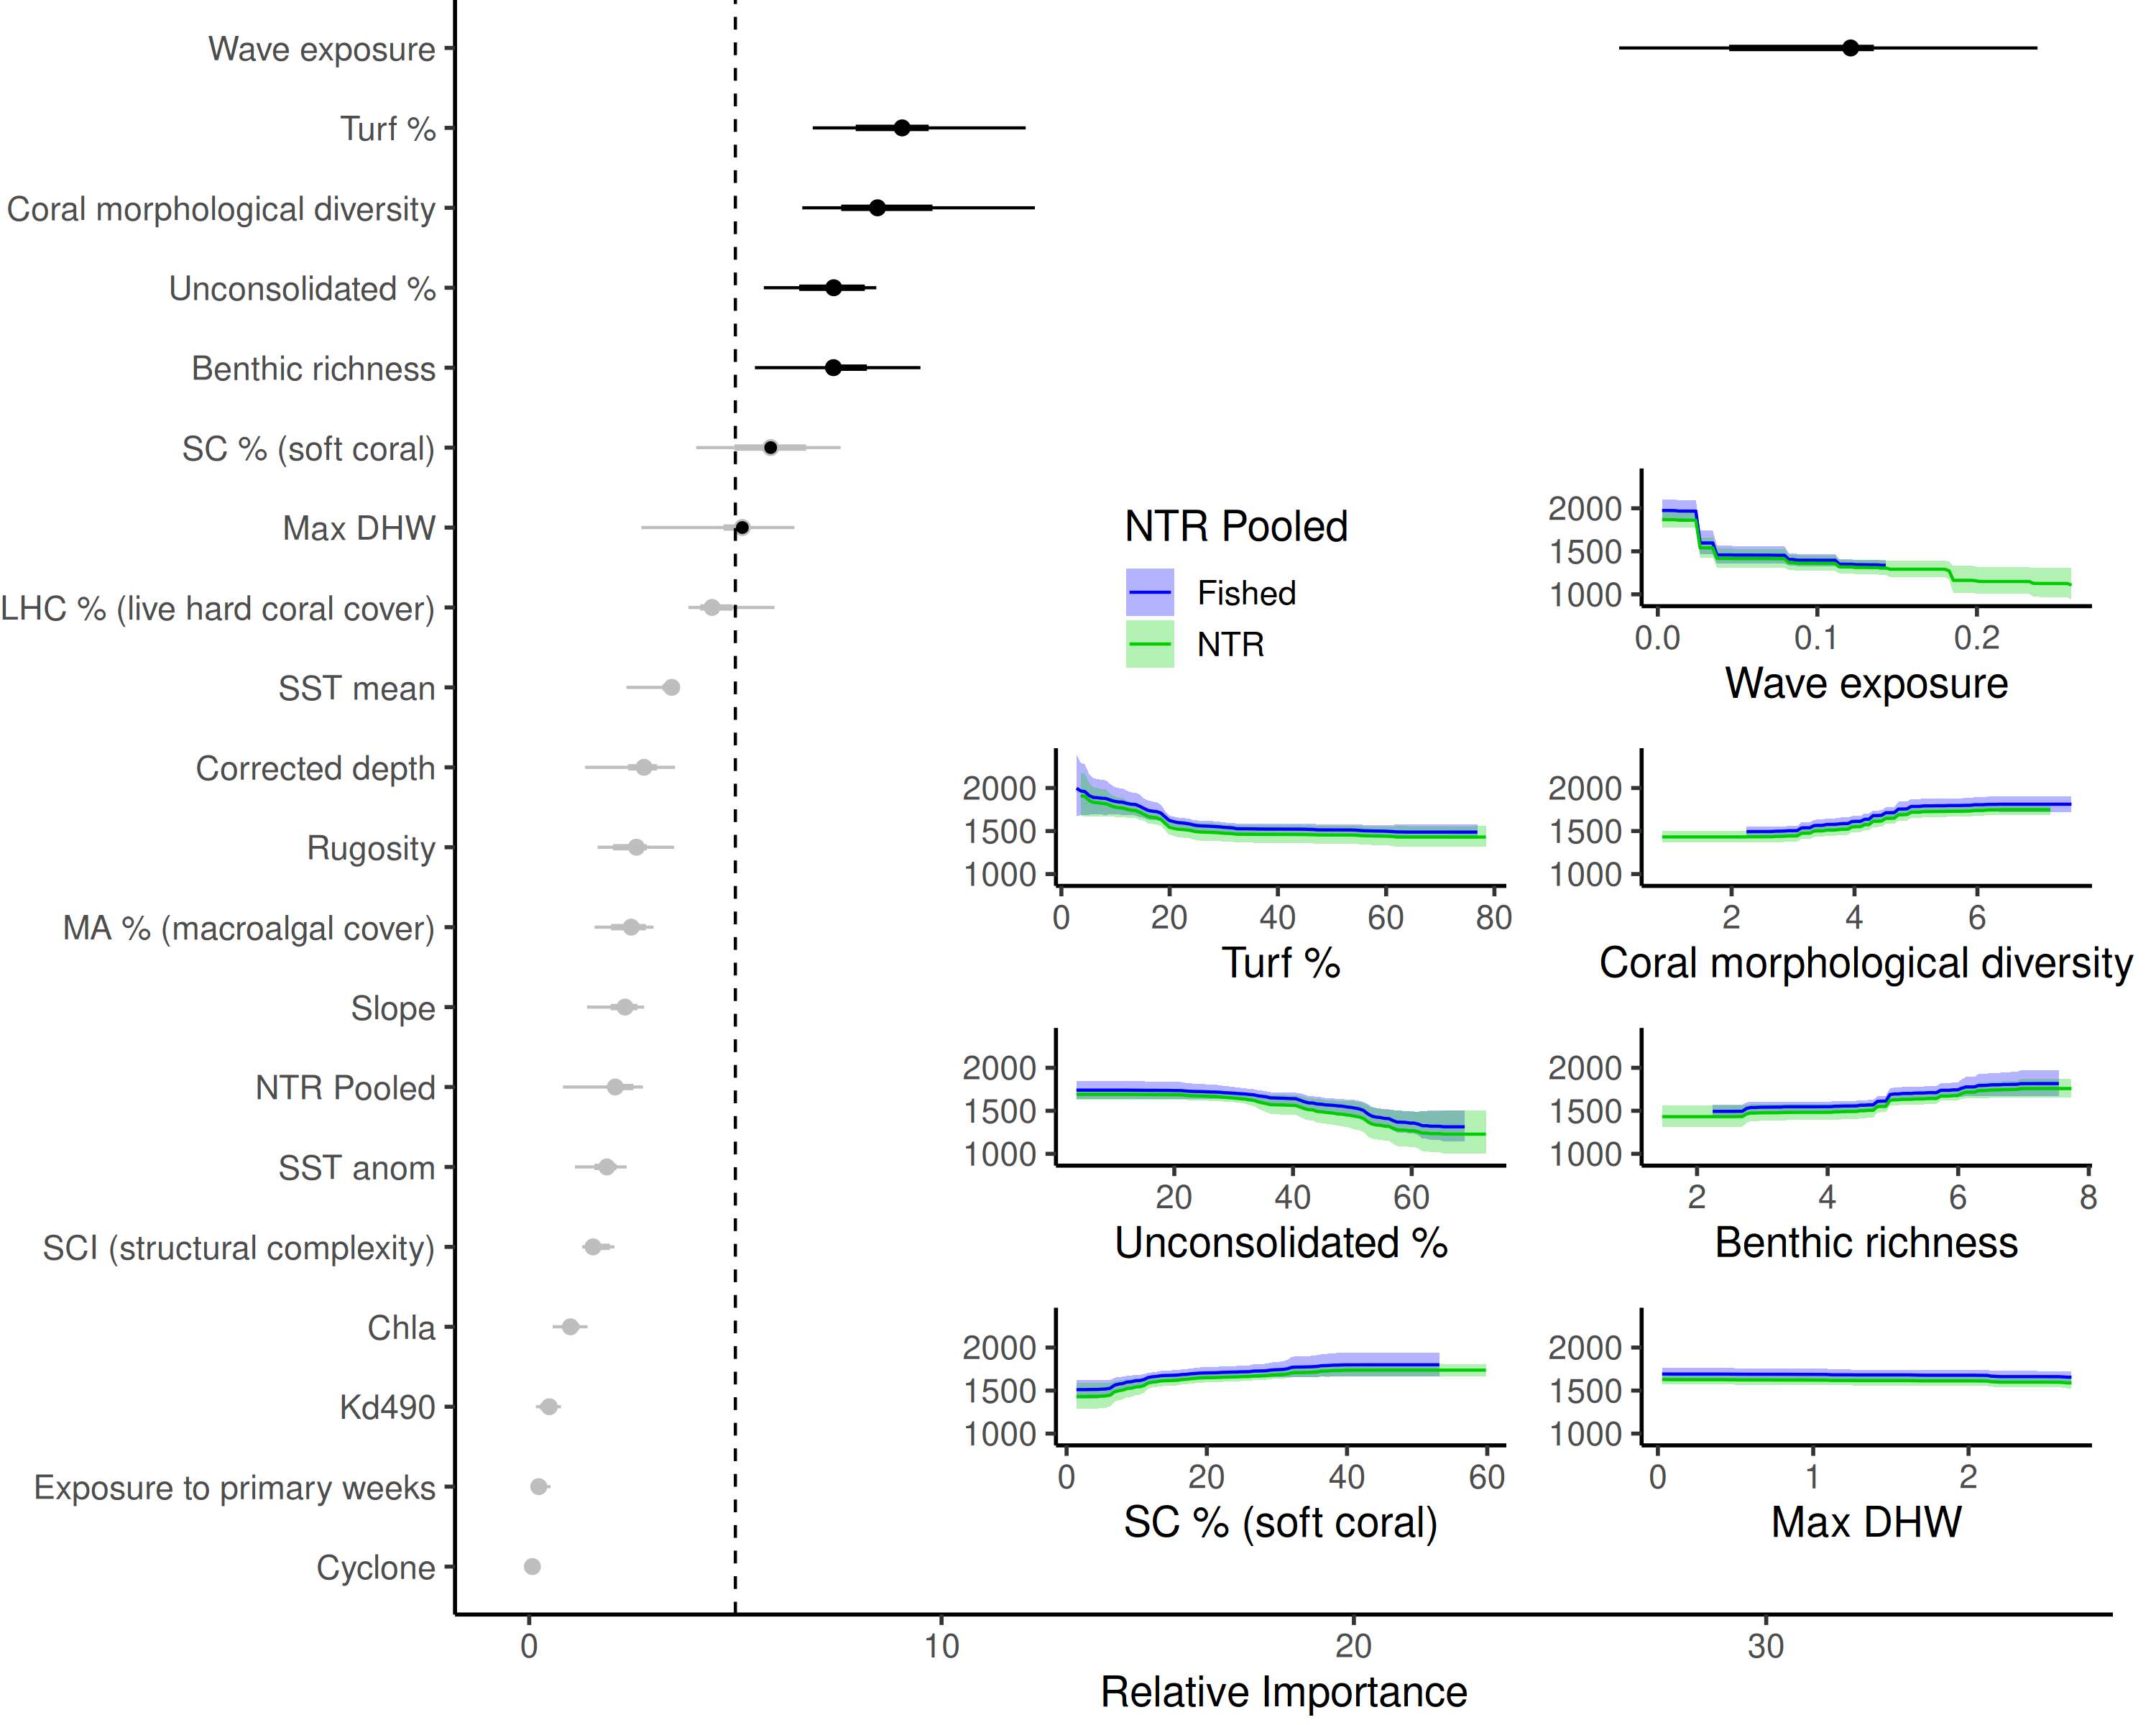 Wave exposure
Turf %
Coral morphological diversity
Unconsolidated %
Benthic richness
SC % (soft coral)
Max DHW
LHC % (live hard coral cover)
SST mean
Corrected depth
Rugosity
MA % (macroalgal cover)
Slope
NTR Pooled
SST anom
SCI (structural complexity)
Chla
Kd490
Exposure to primary weeks
Cyclone
0 10 20 30
Relative Importance
NTR Pooled
Fished
NTR
2000
1500
1000
0.0 0.1 0.2
Wave exposure
2000
1500
1000
0 20 40 60 80
Turf %
2000
1500
1000
2 4 6
Coral morphological diversity
2000
1500
1000
20 40 60
Unconsolidated %
2000
1500
1000
2 4 6 8
Benthic richness
2000
1500
1000
0 20 40 60
SC % (soft coral)
2000
1500
1000
0 1 2
Max DHW